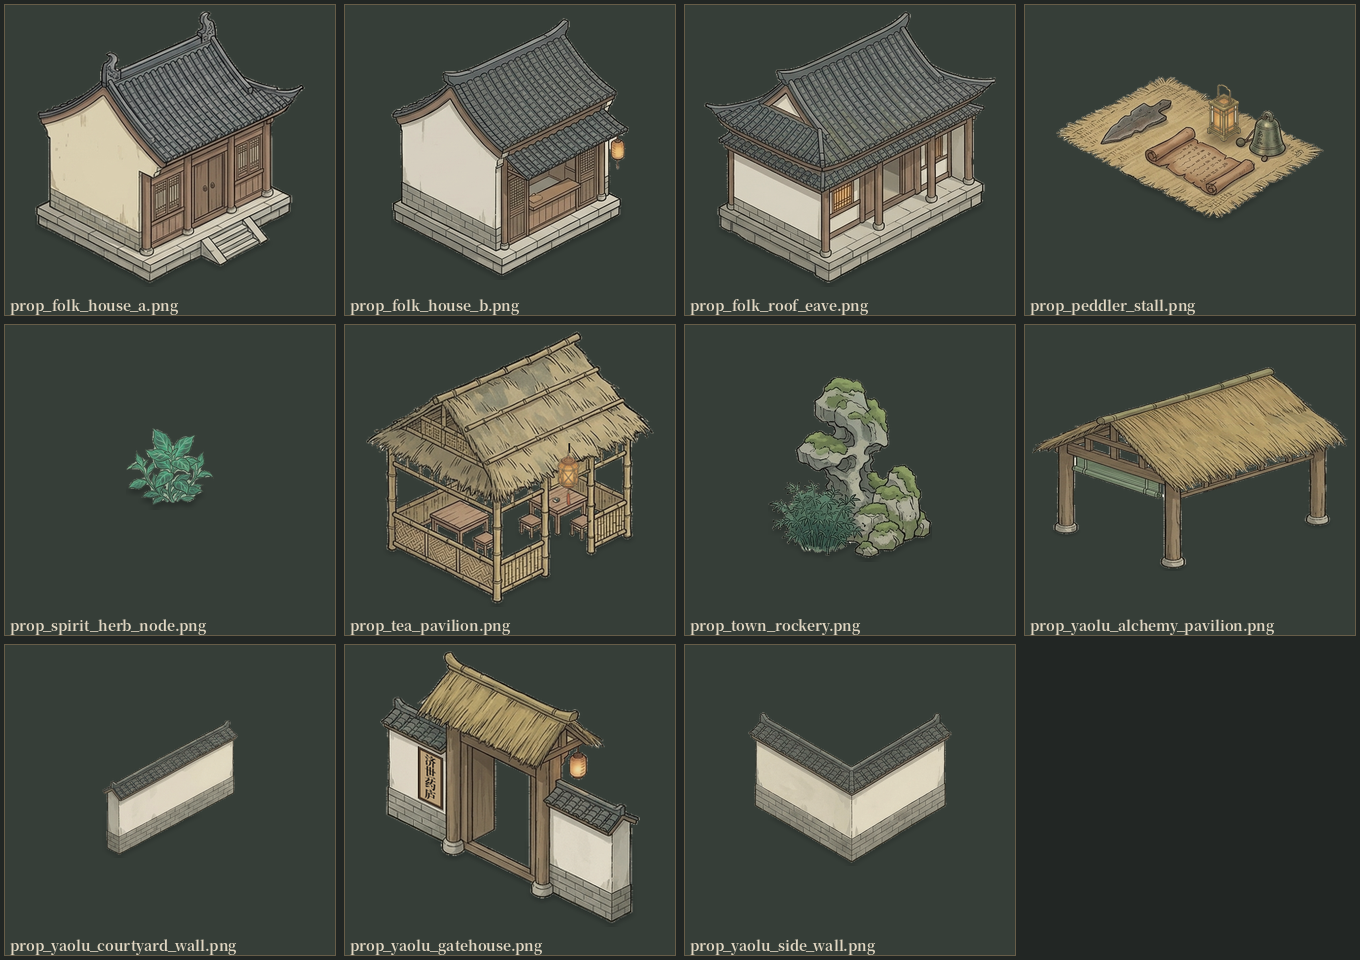 prop_folk_house_a.png
prop_folk_house_b.png
prop_folk_roof_eave.png
prop_peddler_stall.png
prop_spirit_herb_node.png
prop_tea_pavilion.png
prop_town_rockery.png
prop_yaolu_alchemy_pavilion.png
济世药庐
prop_yaolu_courtyard_wall.png
prop_yaolu_gatehouse.png
prop_yaolu_side_wall.png